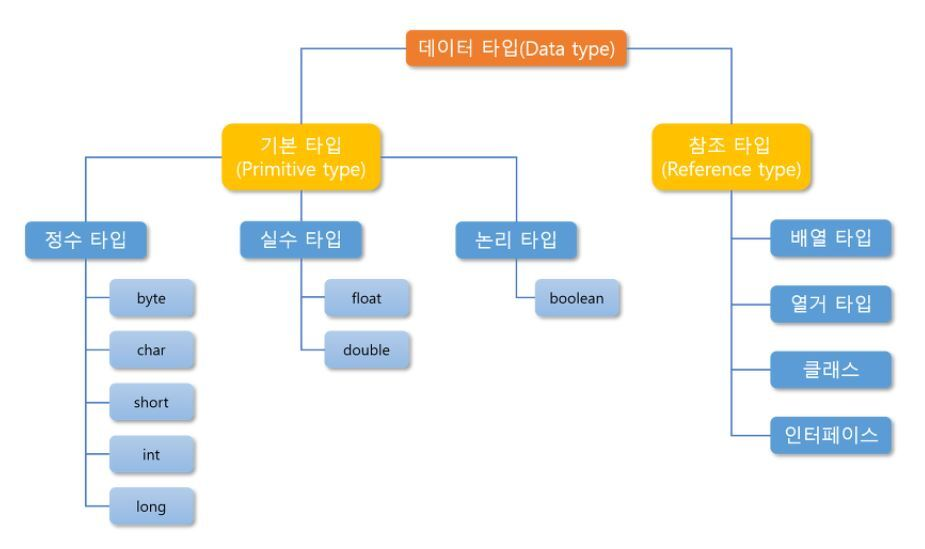 데이터 타입(Data type)
기본 타입
(Primitive type)
참조 타입
(Reference type)
정수 타입
실수 타입
논리 타입
배열 타입
byte
float
boolean
열거 타입
char
double
클래스
short
인터페이스
int
long